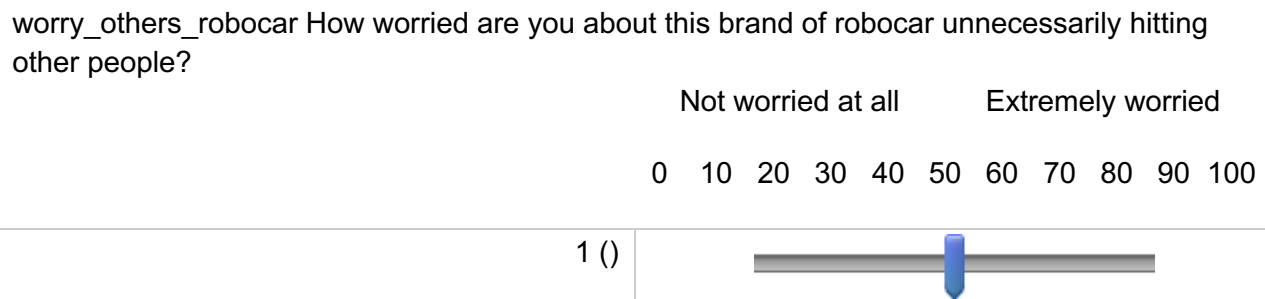 worry_others_robocar How worried are you about this brand of robocar unnecessarily hitting
other people?
Not worried at all Extremely worried
0 10 20 30 40 50 60 70 80 90 100
1 ()